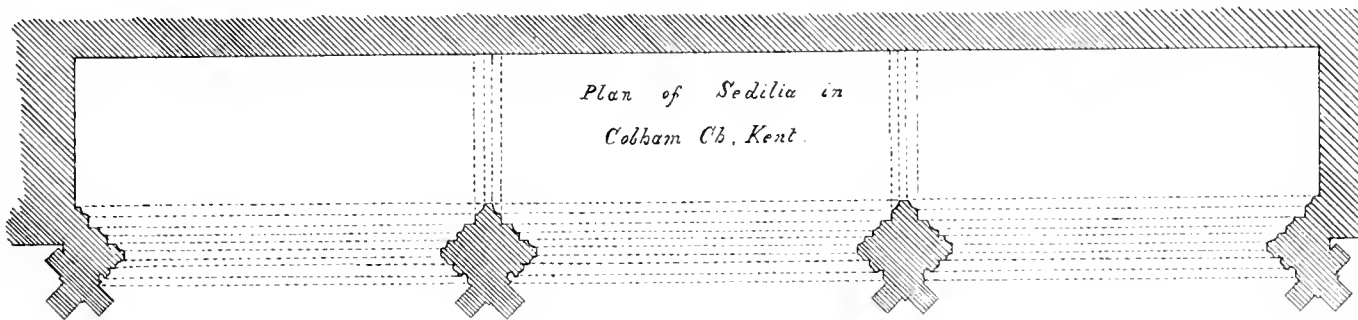 Plan of Sedilia in
Cobham Ch, Kent.